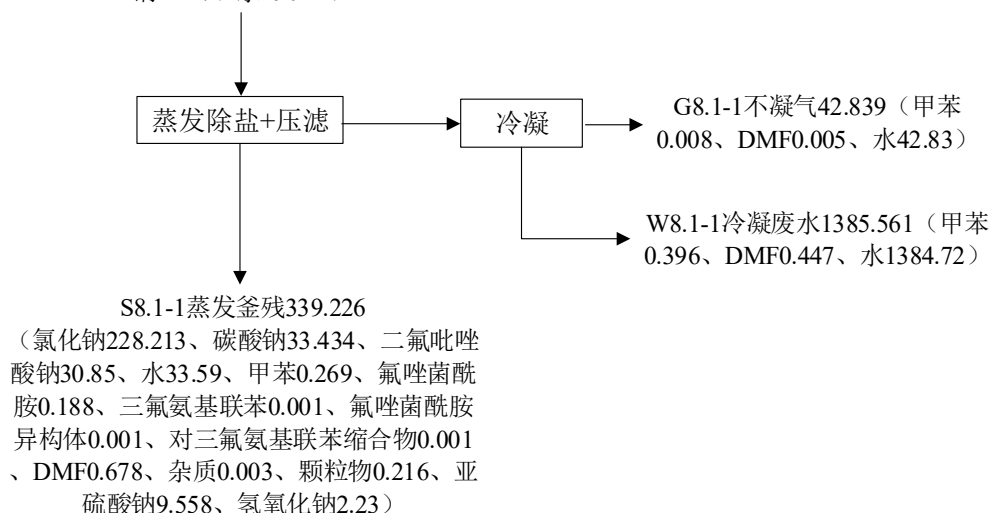 蒸发除盐+压滤
冷凝
G8.1-1不凝气42.839（甲苯
0.008、DMF0.005、水42.83）
W8.1-1冷凝废水1385.561（甲苯
0.396、DMF0.447、水1384.72）
S8.1-1蒸发釜残339.226
（氯化钠228.213、碳酸钠33.434、二氟吡唑
酸钠30.85、水33.59、甲苯0.269、氟唑菌酰
胺0.188、三氟氨基联苯0.001、氟唑菌酰胺
异构体0.001、对三氟氨基联苯缩合物0.001
、DMF0.678、杂质0.003、颗粒物0.216、亚
硫酸钠9.558、氢氧化钠2.23）